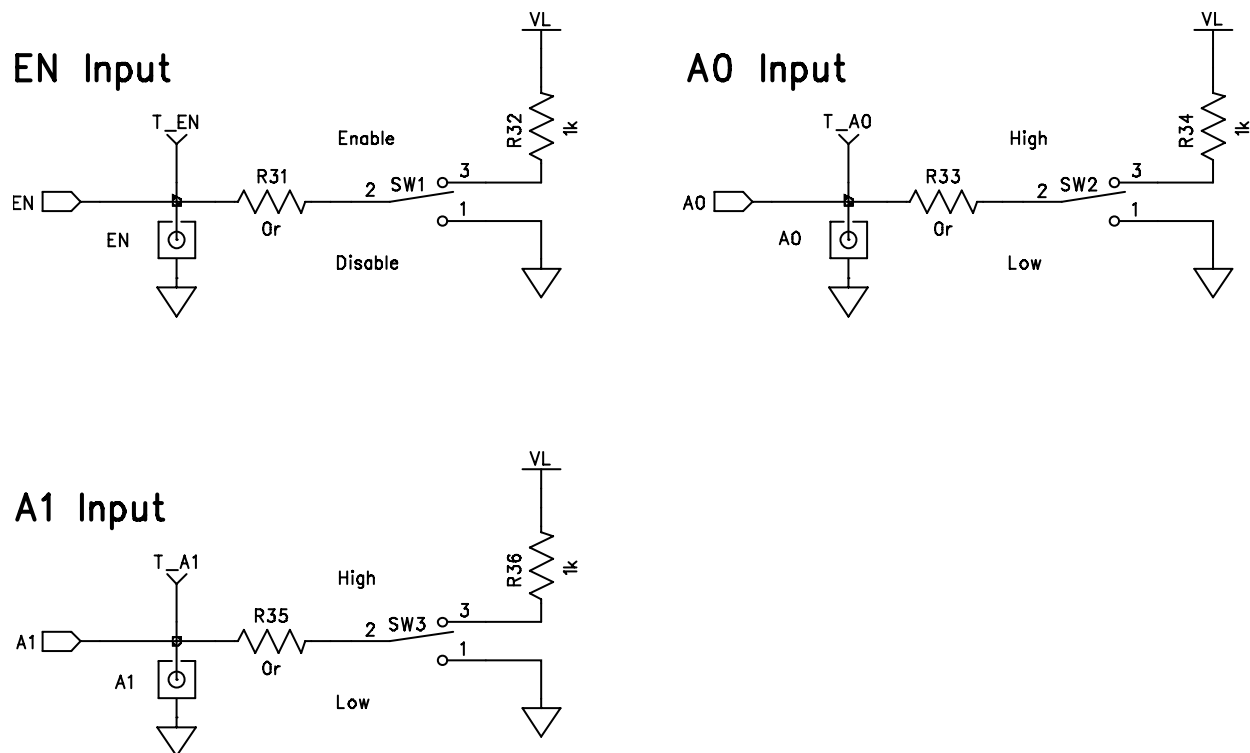 EN Input
VL
T_EN
Enable
R32
1k
R31
2
SW1
3
EN
0r
1
EN
Disable
A0 Input
VL
T_A0
High
R34
1k
R33
2
SW2
3
A0
0r
1
A0
Low
A1 Input
VL
T_A1
High
R36
1k
R35
2
SW3
3
A1
0r
1
A1
Low